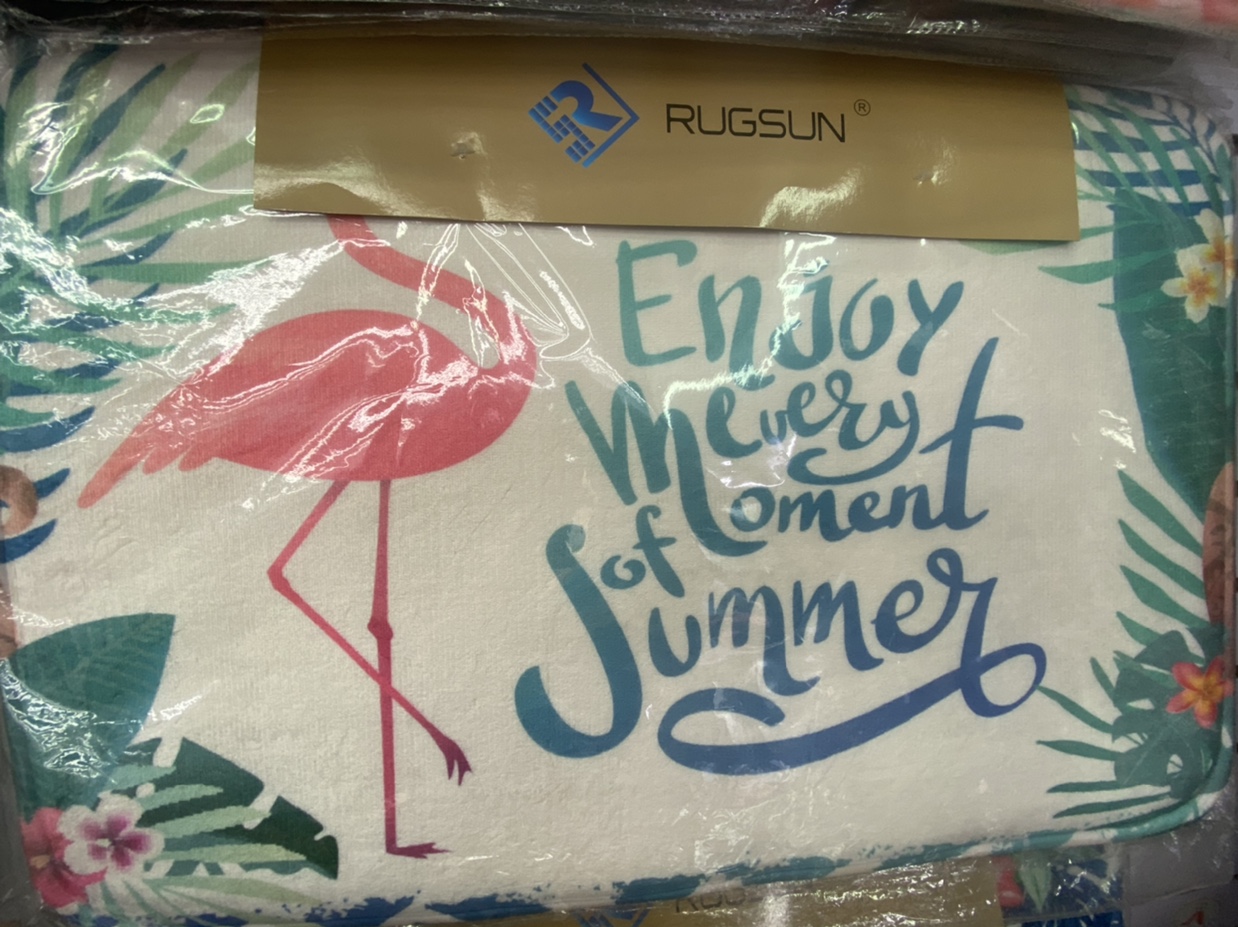 RUGSUN®
Enjoy
every
Moment
of
Summer